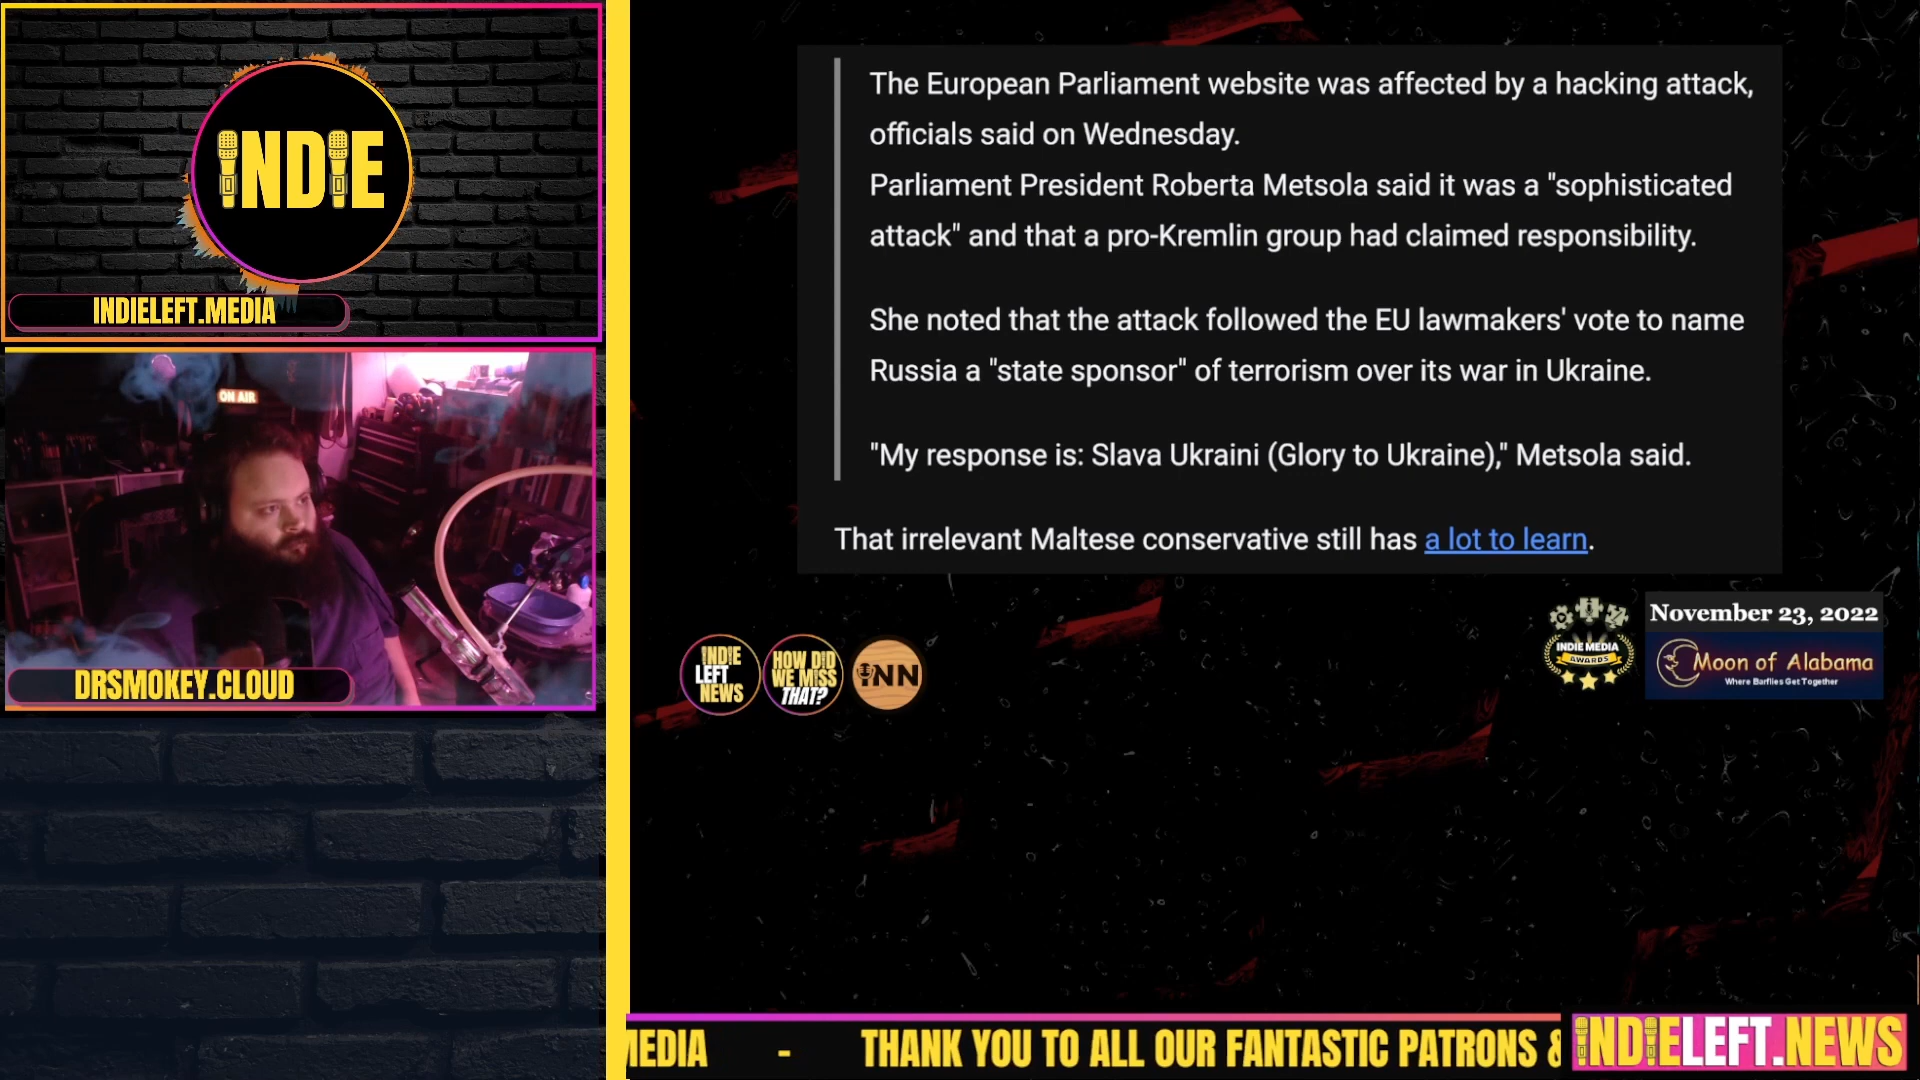 INDIE
INDIELEFT.MEDIA
ON AIR
DRSMOKEY.CLOUD
The European Parliament website was affected by a hacking attack,
officials said on Wednesday.
Parliament President Roberta Metsola said it was a "sophisticated
attack" and that a pro-Kremlin group had claimed responsibility.
She noted that the attack followed the EU lawmakers' vote to name
Russia a "state sponsor" of terrorism over its war in Ukraine.
"My response is: Slava Ukraini (Glory to Ukraine)," Metsola said.
That irrelevant Maltese conservative still has a lot to learn.
INDIE
LEFT
NEWS
HOW DID
WE MISS
THAT?
INN
INDIE MEDIA
AWARDS
November 23, 2022
Moon of Alabama
Where Barflies Get Together
MEDIA - THANK YOU TO ALL OUR FANTASTIC PATRONS &
INDIELEFT.NEWS